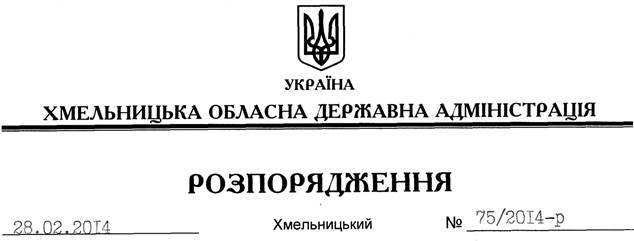 УКРАЇНА
ХМЕЛЬНИЦЬКА ОБЛАСНА ДЕРЖАВНА АДМІНІСТРАЦІЯ
РОЗПОРЯДЖЕННЯ
28.02.2014 Хмельницький № 75/2014-р